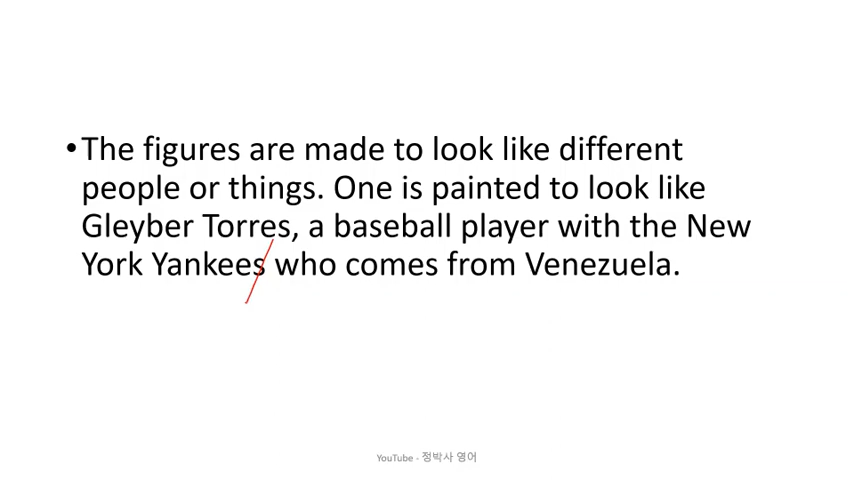 •The figures are made to look like different
people or things. One is painted to look like
Gleyber Torres, a baseball player with the New
York Yankees who comes from Venezuela.
YouTube - 정박사 영어